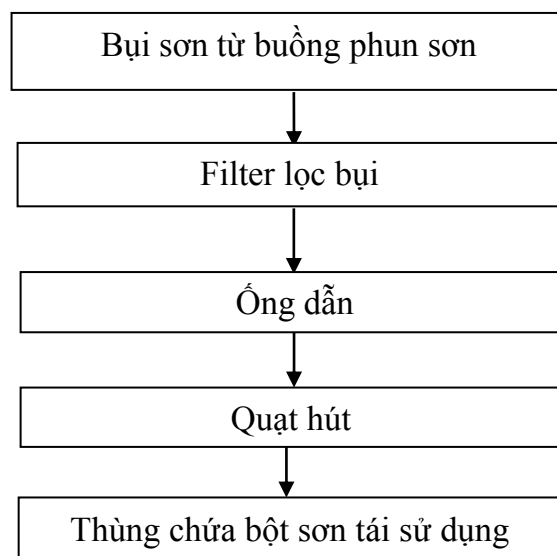 Bụi sơn từ buồng phun sơn
Filter lọc bụi
Ống dẫn
Quạt hút
Thùng chứa bột sơn tái sử dụng